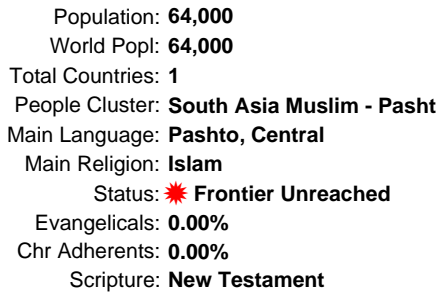 Population: 64,000
World Popl: 64,000
Total Countries: 1
People Cluster: South Asia Muslim - Pasht
Main Language: Pashto, Central
Main Religion: Islam
Status: Frontier Unreached
Evangelicals: 0.00%
Chr Adherents: 0.00%
Scripture: New Testament